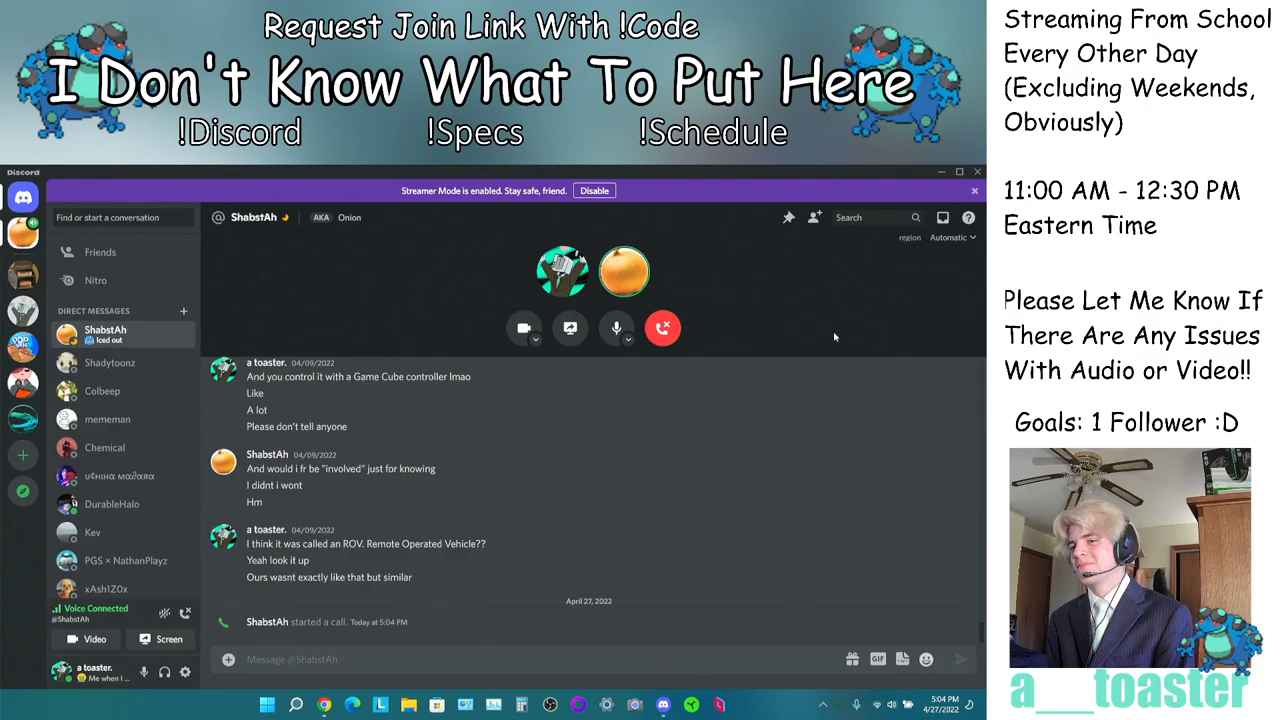 Request Join Link With !Code
I Don't Know What To Put Here
!Discord
!Specs
!Schedule
Streaming From School
Every Other Day
(Excluding Weekends,
Obviously)
11:00 AM - 12:30 PM
Eastern Time
Please Let Me Know If
There Are Any Issues
With Audio or Video!!
Goals: 1 Follower :D
Discord
Streamer Mode is enabled. Stay safe, friend.
Disable
Find or start a conversation
Friends
Nitro
DIRECT MESSAGES
ShabstAh
Iced out
Shadytoonz
Colbeep
mememan
Chemical
DurableHalo
Kev
PGS × NathanPlayz
xAsh1Z0x
Voice Connected
@ShabstAh
Video
Screen
a toaster.
Me when I ...
ShabstAh
AKA
Onion
Search
region
Automatic
a toaster. 04/09/2022
And you control it with a Game Cube controller lmao
Like
A lot
Please don't tell anyone
ShabstAh 04/09/2022
And would i fr be "involved" just for knowing
I didnt i wont
Hm
a toaster. 04/09/2022
I think it was called an ROV. Remote Operated Vehicle??
Yeah look it up
Ours wasnt exactly like that but similar
April 27, 2022
ShabstAh started a call. Today at 5:04 PM
Message @ShabstAh
GIF
5:04 PM
4/27/2022
a___toaster